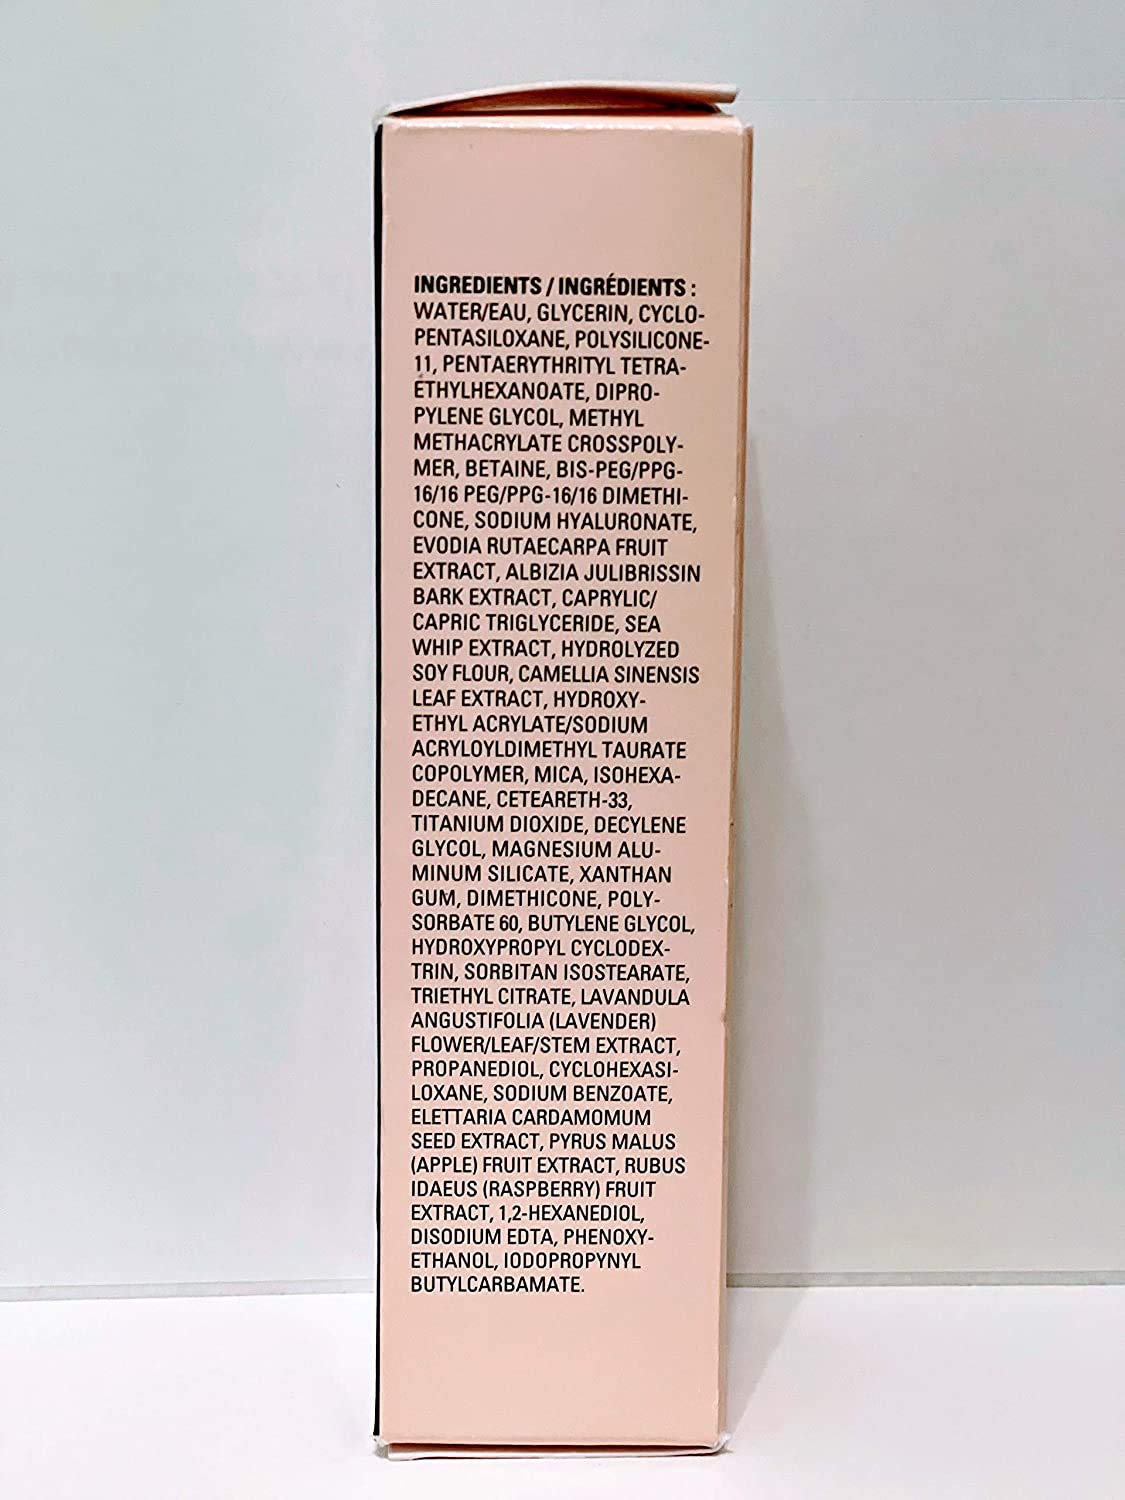 INGREDIENTS / INGRÉDIENTS :
WATER/EAU, GLYCERIN, CYCLO-
PENTASILOXANE, POLYSILICONE-
11, PENTAERYTHRITYL TETRA-
ETHYLHEXANOATE, DIPRO-
PYLENE GLYCOL, METHYL
METHACRYLATE CROSSPOLY-
MER, BETAINE, BIS-PEG/PPG-
16/16 PEG/PPG-16/16 DIMETHI-
CONE, SODIUM HYALURONATE,
EVODIA RUTAECARPA FRUIT
EXTRACT, ALBIZIA JULIBRISSIN
BARK EXTRACT, CAPRYLIC/
CAPRIC TRIGLYCERIDE, SEA
WHIP EXTRACT, HYDROLYZED
SOY FLOUR, CAMELLIA SINENSIS
LEAF EXTRACT, HYDROXY-
ETHYL ACRYLATE/SODIUM
ACRYLOYLDIMETHYL TAURATE
COPOLYMER, MICA, ISOHEXA-
DECANE, CETEARETH-33,
TITANIUM DIOXIDE, DECYLENE
GLYCOL, MAGNESIUM ALU-
MINUM SILICATE, XANTHAN
GUM, DIMETHICONE, POLY-
SORBATE 60, BUTYLENE GLYCOL,
HYDROXYPROPYL CYCLODEX-
TRIN, SORBITAN ISOSTEARATE,
TRIETHYL CITRATE, LAVANDULA
ANGUSTIFOLIA (LAVENDER)
FLOWER/LEAF/STEM EXTRACT,
PROPANEDIOL, CYCLOHEXASI-
LOXANE, SODIUM BENZOATE,
ELETTARIA CARDAMOMUM
SEED EXTRACT, PYRUS MALUS
(APPLE) FRUIT EXTRACT, RUBUS
IDAEUS (RASPBERRY) FRUIT
EXTRACT, 1,2-HEXANEDIOL,
DISODIUM EDTA, PHENOXY-
ETHANOL, IODOPROPYNYL
BUTYLCARBAMATE.